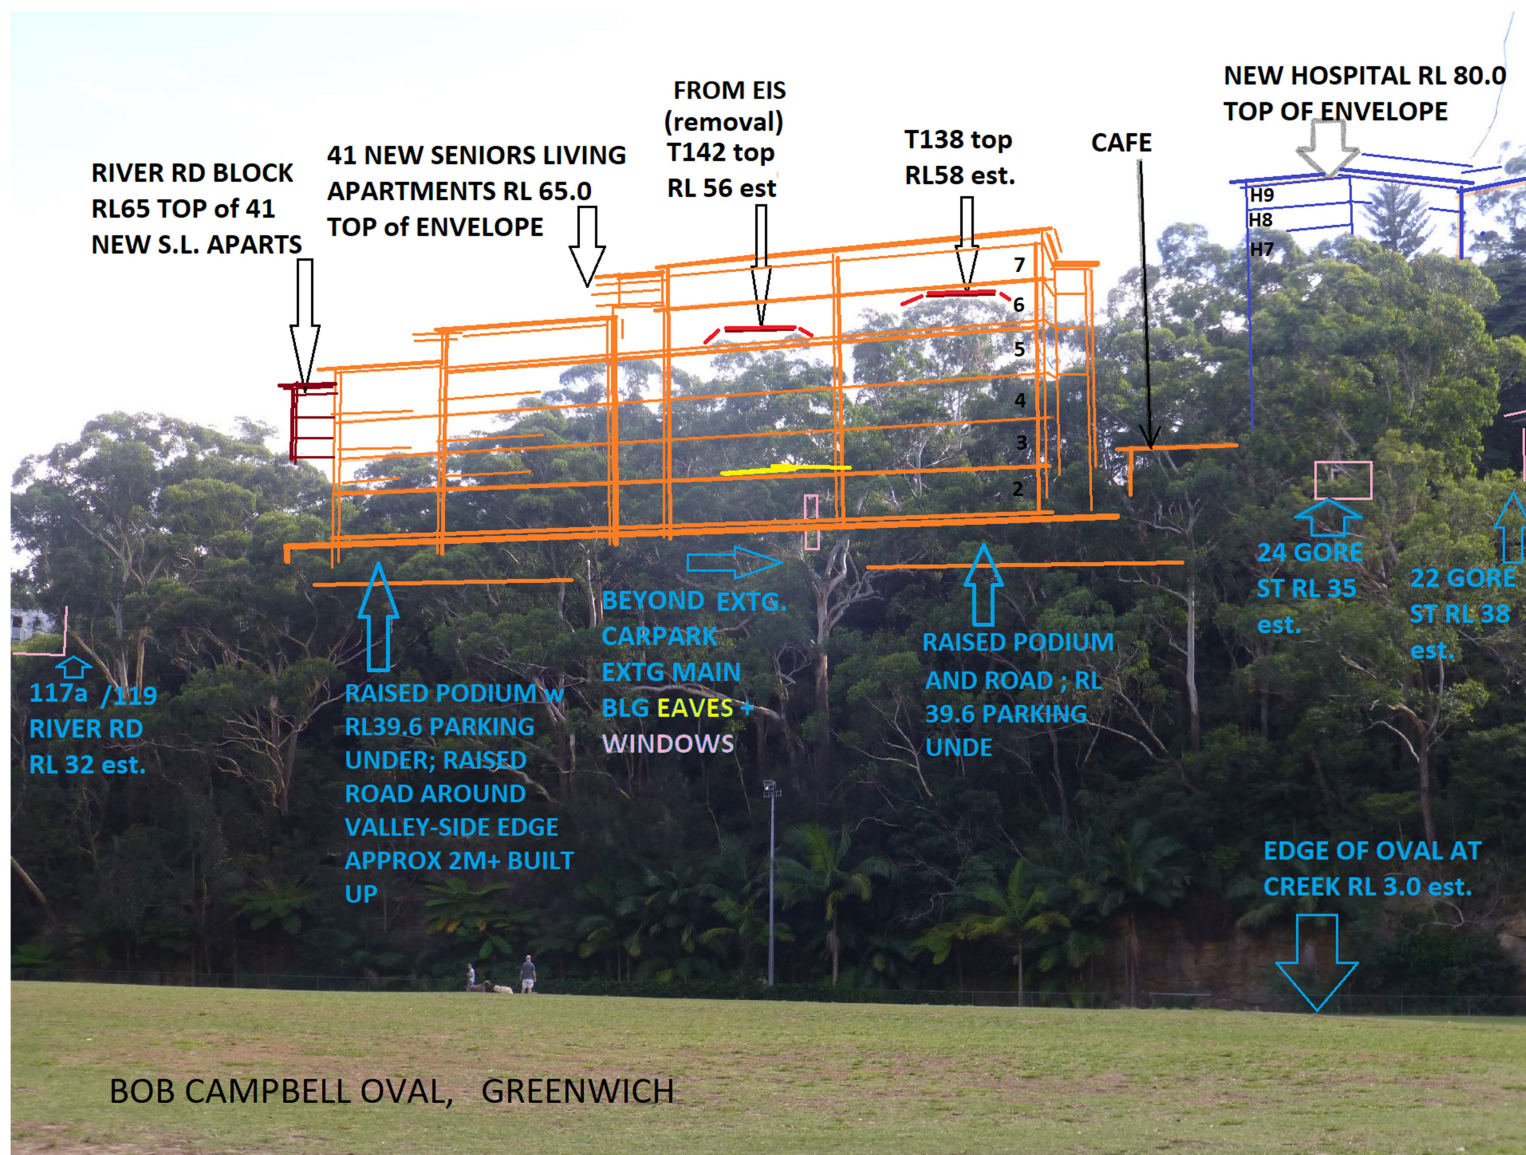 NEW HOSPITAL RL 80.0
TOP OF ENVELOPE
FROM EIS
(removal)
T142 top
RL 56 est
T138 top
RL58 est.
CAFE
41 NEW SENIORS LIVING
APARTMENTS RL 65.0
TOP of ENVELOPE
RIVER RD BLOCK
RL65 TOP of 41
NEW S.L. APARTS
H9
H8
H7
7
6
5
4
3
2
24 GORE
ST RL 35
est.
22 GORE
ST RL 38
est.
BEYOND EXTG.
CARPARK
EXTG MAIN
BLG EAVES +
WINDOWS
RAISED PODIUM
AND ROAD ; RL
39.6 PARKING
UNDE
117a /119
RIVER RD
RL 32 est.
RAISED PODIUM w
RL39.6 PARKING
UNDER; RAISED
ROAD AROUND
VALLEY-SIDE EDGE
APPROX 2M+ BUILT
UP
EDGE OF OVAL AT
CREEK RL 3.0 est.
BOB CAMPBELL OVAL, GREENWICH